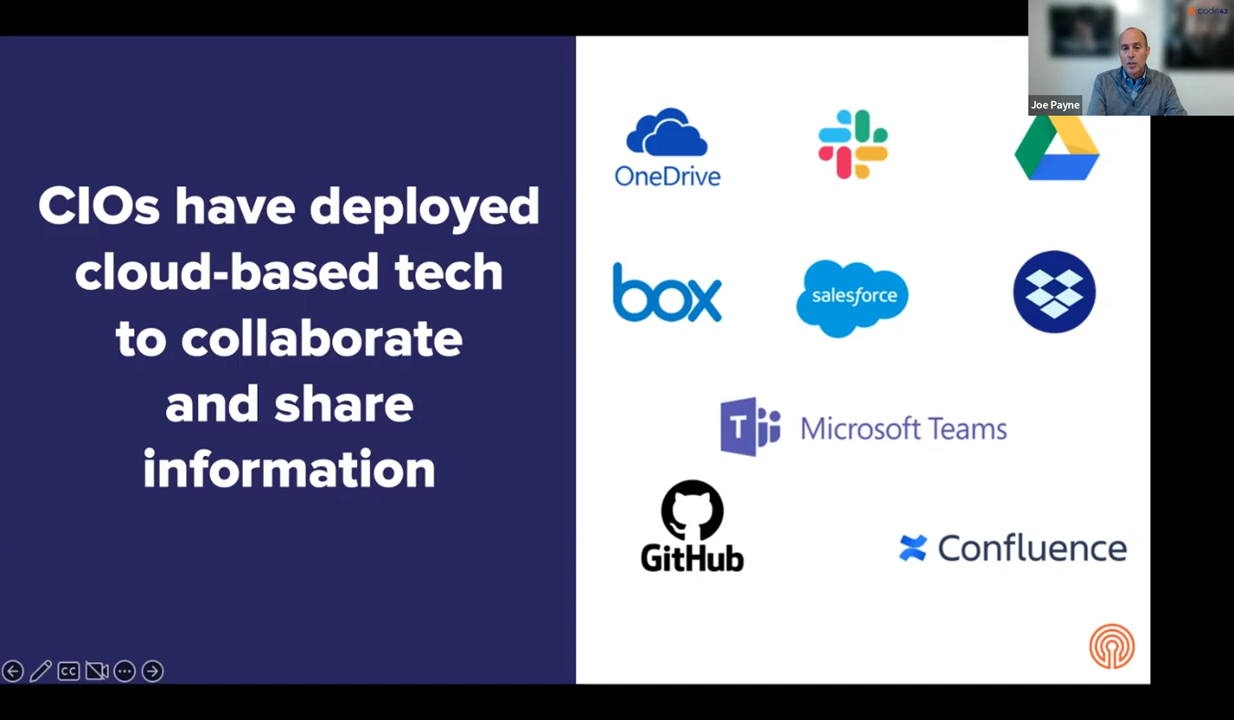 code42
Joe Payne
CIOs have deployed
cloud-based tech
to collaborate
and share
information
OneDrive
box
salesforce
T
Microsoft Teams
GitHub
Confluence
CC